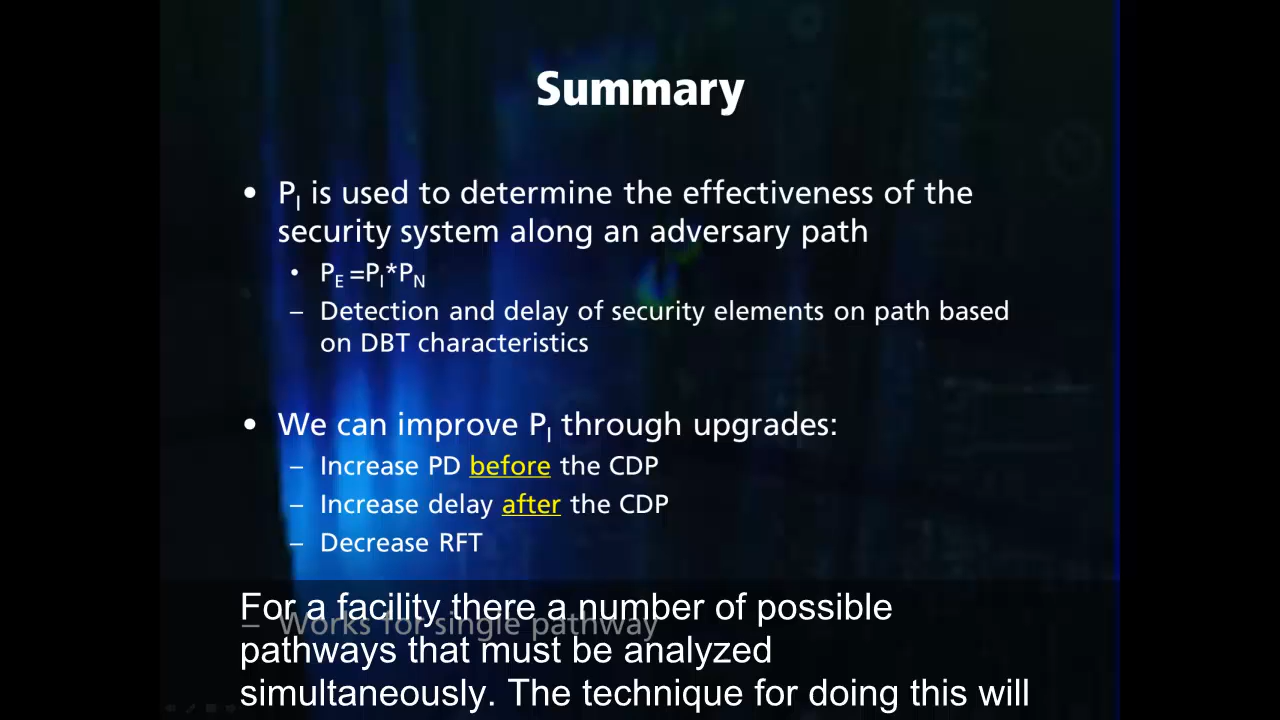 Summary
• P_I is used to determine the effectiveness of the
security system along an adversary path
• P_E =P_I*P_N
– Detection and delay of security elements on path based
on DBT characteristics
• We can improve P_I through upgrades:
– Increase PD before the CDP
– Increase delay after the CDP
– Decrease RFT
– Works for single pathway
For a facility there a number of possible
pathways that must be analyzed
simultaneously. The technique for doing this will